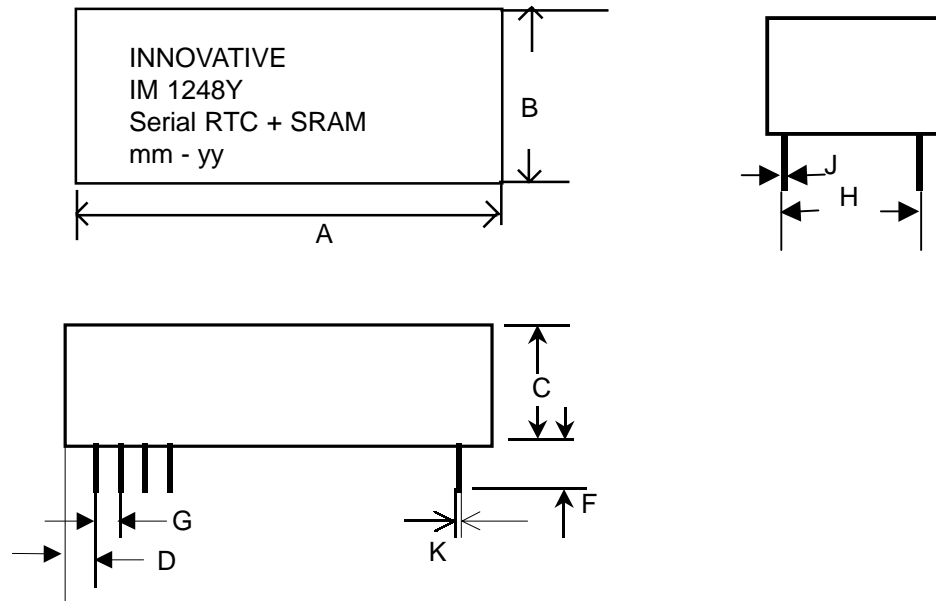 INNOVATIVE
IM 1248Y
Serial RTC + SRAM
mm - yy
B
A
J
H
C
F
G
K
D